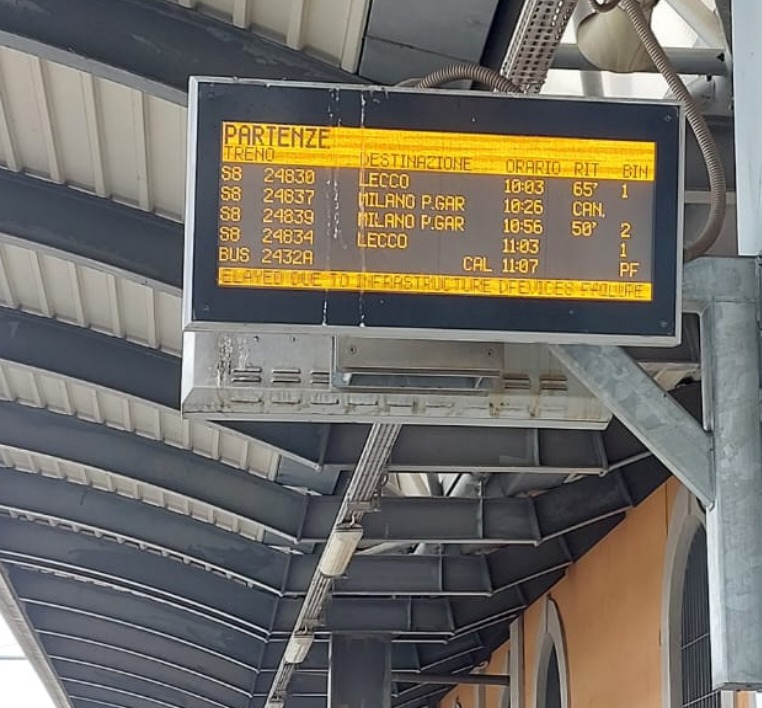 PARTENZE
TRENO DESTINAZIONE ORARIO RIT BIN
S8 24830 LECCO 10:03 65' 1
S8 24837 MILANO P.GAR 10:26 CAN.
S8 24839 MILANO P.GAR 10:56 50' 2
S8 24834 LECCO 11:03 1
BUS 2432A CAL 11:07 PF
ELAYED DUE TO INFRASTRUCTURE DFEVICES FAILURE